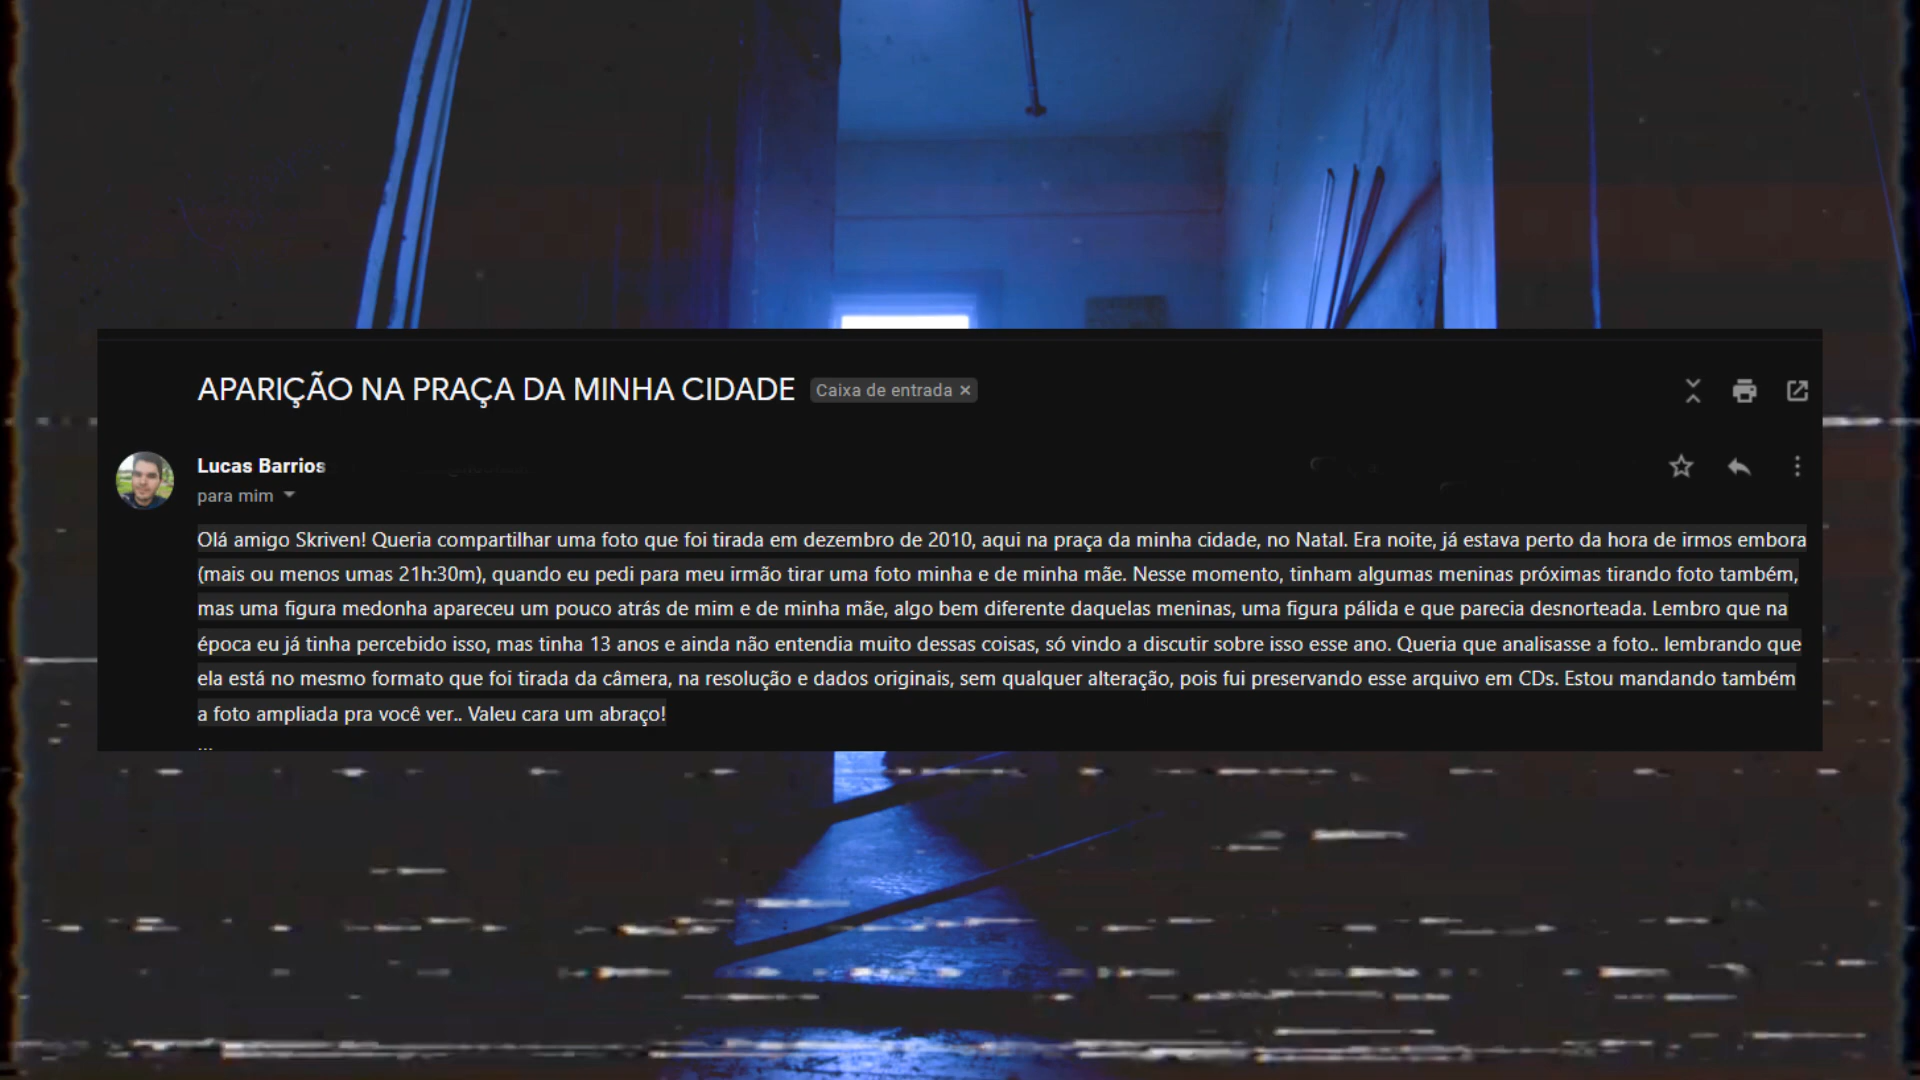 APARIÇÃO NA PRAÇA DA MINHA CIDADE Caixa de entrada ×
Lucas Barrios
para mim
Olá amigo Skriven! Queria compartilhar uma foto que foi tirada em dezembro de 2010, aqui na praça da minha cidade, no Natal. Era noite, já estava perto da hora de irmos embora
(mais ou menos umas 21h:30m), quando eu pedi para meu irmão tirar uma foto minha e de minha mãe. Nesse momento, tinham algumas meninas próximas tirando foto também,
mas uma figura medonha apareceu um pouco atrás de mim e de minha mãe, algo bem diferente daquelas meninas, uma figura pálida e que parecia desnorteada. Lembro que na
época eu já tinha percebido isso, mas tinha 13 anos e ainda não entendia muito dessas coisas, só vindo a discutir sobre isso esse ano. Queria que analisasse a foto.. lembrando que
ela está no mesmo formato que foi tirada da câmera, na resolução e dados originais, sem qualquer alteração, pois fui preservando esse arquivo em CDs. Estou mandando também
a foto ampliada pra você ver.. Valeu cara um abraço!
...